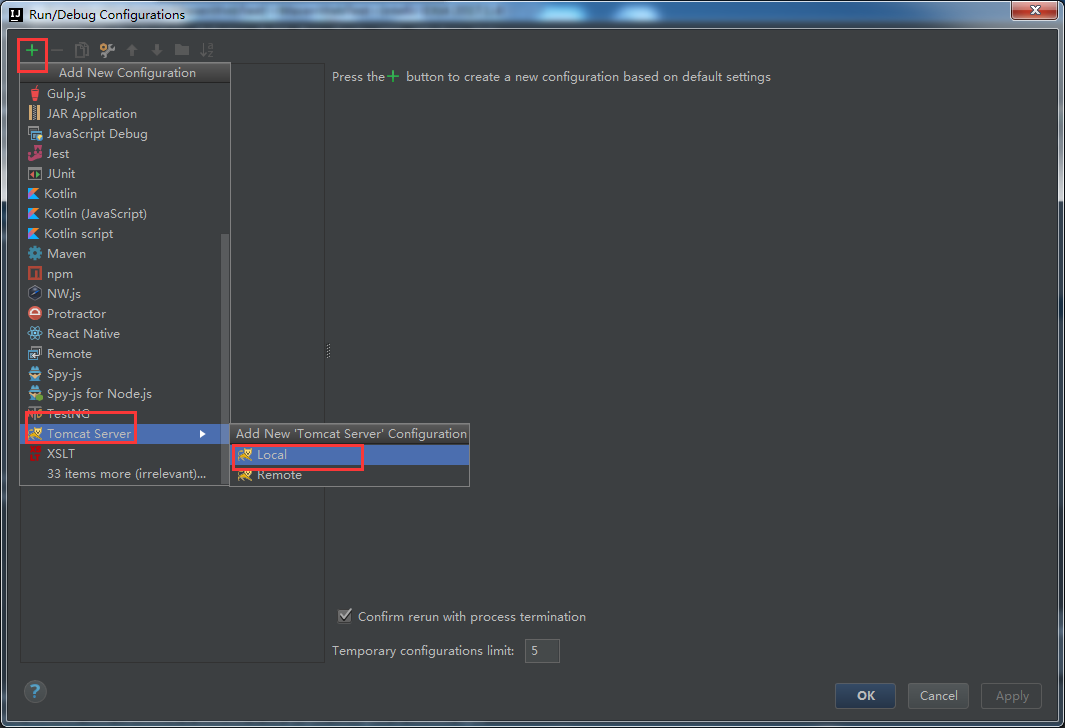 Run/Debug Configurations
Add New Configuration
Press the + button to create a new configuration based on default settings
Gulp.js
JAR Application
JavaScript Debug
Jest
JUnit
Kotlin
Kotlin (JavaScript)
Kotlin script
Maven
npm
NW.js
Protractor
React Native
Remote
Spy-js
Spy-js for Node.js
TestNG
Tomcat Server
Add New 'Tomcat Server' Configuration
XSLT
Local
33 items more (irrelevant)...
Remote
Confirm rerun with process termination
Temporary configurations limit: 5
? OK Cancel Apply